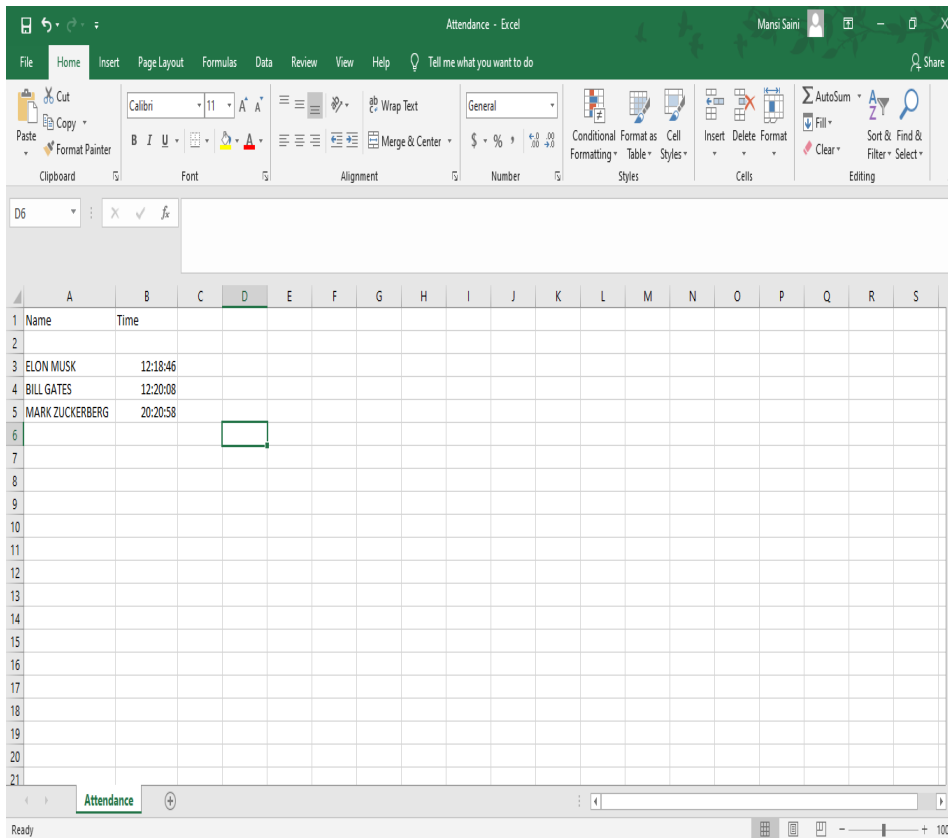 Attendance - Excel
Mansi Saini
File Home Insert Page Layout Formulas Data Review View Help Tell me what you want to do Share
Cut
Copy
Format Painter
Paste
Calibri 11 A A
B I U A
ab Wrap Text
Merge & Center
General
$ % , .00 .0
Conditional Formatting Format as Table Cell Styles
Insert Delete Format
AutoSum
Fill
Clear
Sort & Filter Find & Select
Clipboard Font Alignment Number Styles Cells Editing
D6 fx
A B C D E F G H I J K L M N O P Q R S
1 Name Time
2
3 ELON MUSK 12:18:46
4 BILL GATES 12:20:08
5 MARK ZUCKERBERG 20:20:58
6
7
8
9
10
11
12
13
14
15
16
17
18
19
20
21
Attendance
Ready